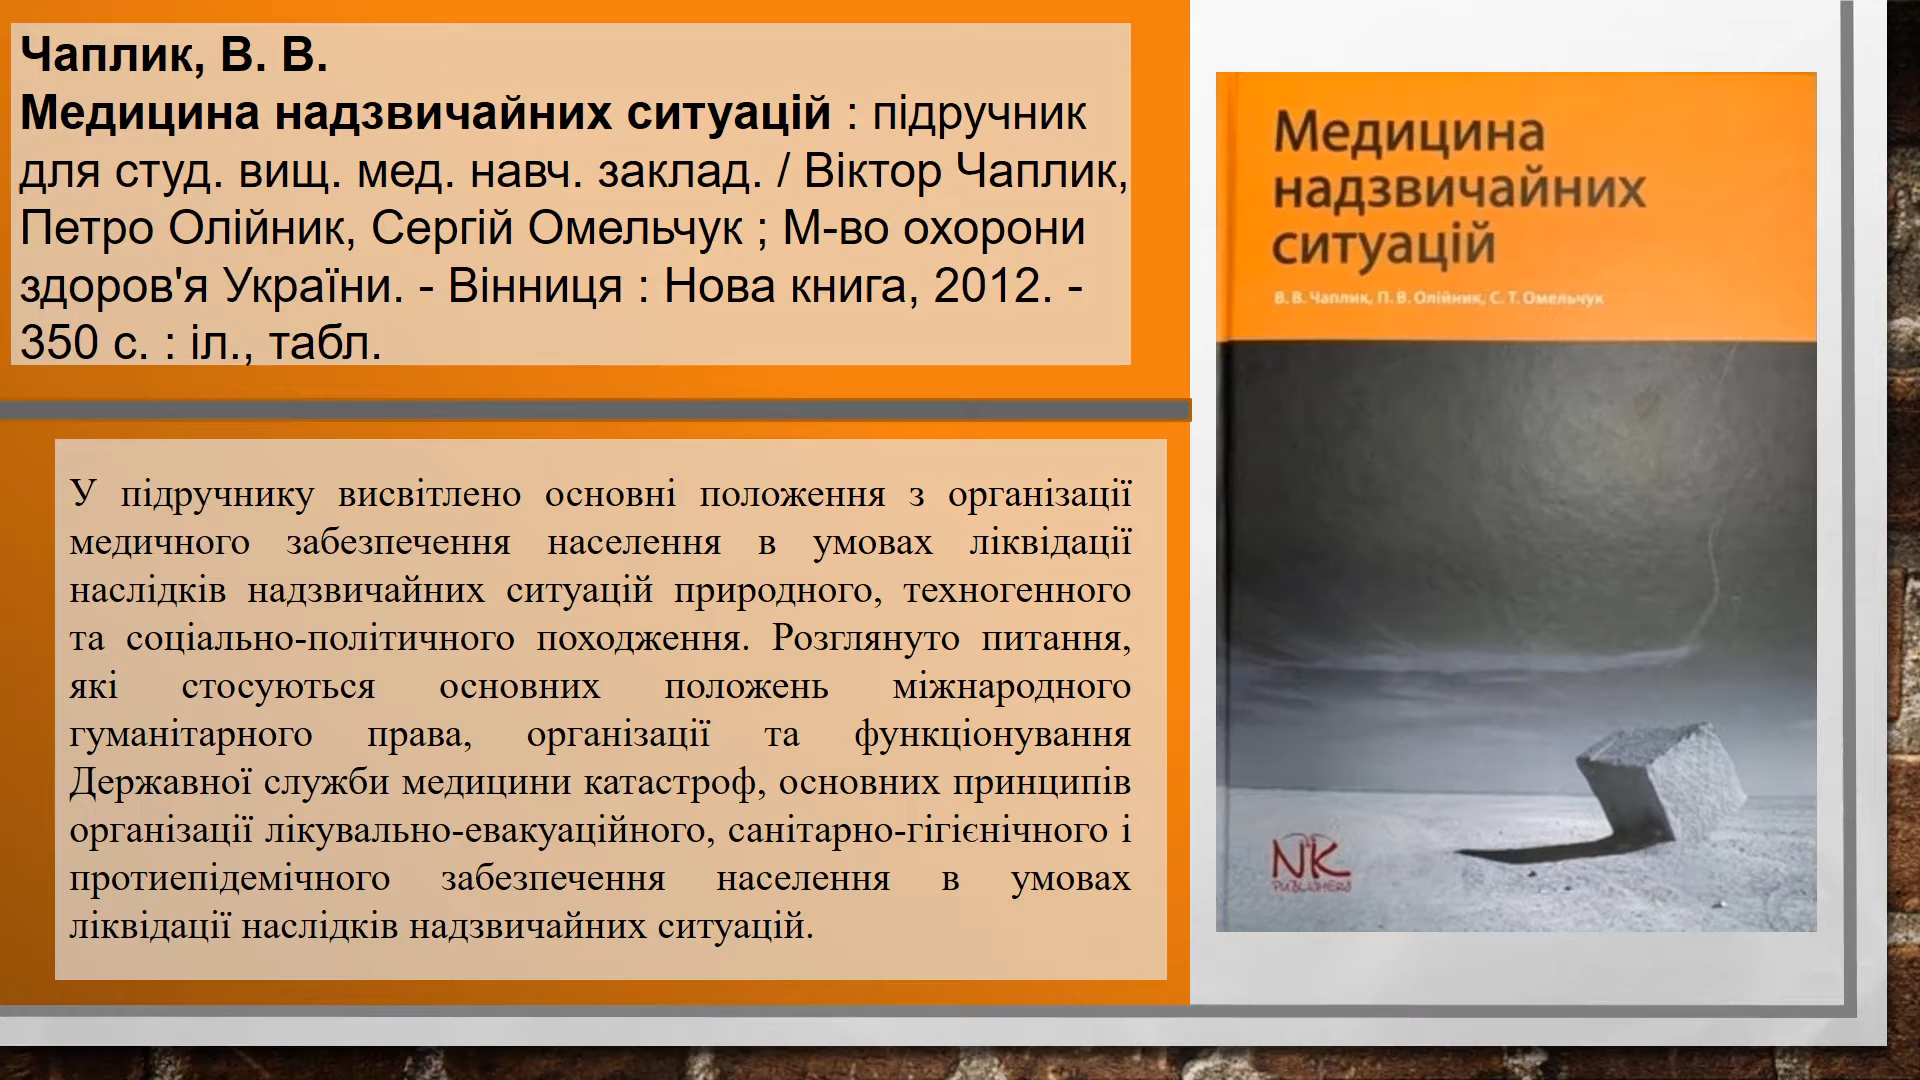 Чаплик, В. В.
Медицина надзвичайних ситуацій : підручник
для студ. вищ. мед. навч. заклад. / Віктор Чаплик,
Петро Олійник, Сергій Омельчук ; М-во охорони
здоров'я України. - Вінниця : Нова книга, 2012. -
350 с. : іл., табл.
У підручнику висвітлено основні положення з організації
медичного забезпечення населення в умовах ліквідації
наслідків надзвичайних ситуацій природного, техногенного
та соціально-політичного походження. Розглянуто питання,
які стосуються основних положень міжнародного
гуманітарного права, організації та функціонування
Державної служби медицини катастроф, основних принципів
організації лікувально-евакуаційного, санітарно-гігієнічного і
протиепідемічного забезпечення населення в умовах
ліквідації наслідків надзвичайних ситуацій.
Медицина
надзвичайних
ситуацій
В. В. Чаплик, П. В. Олійник, С. Т. Омельчук
NK
PUBLISHERS